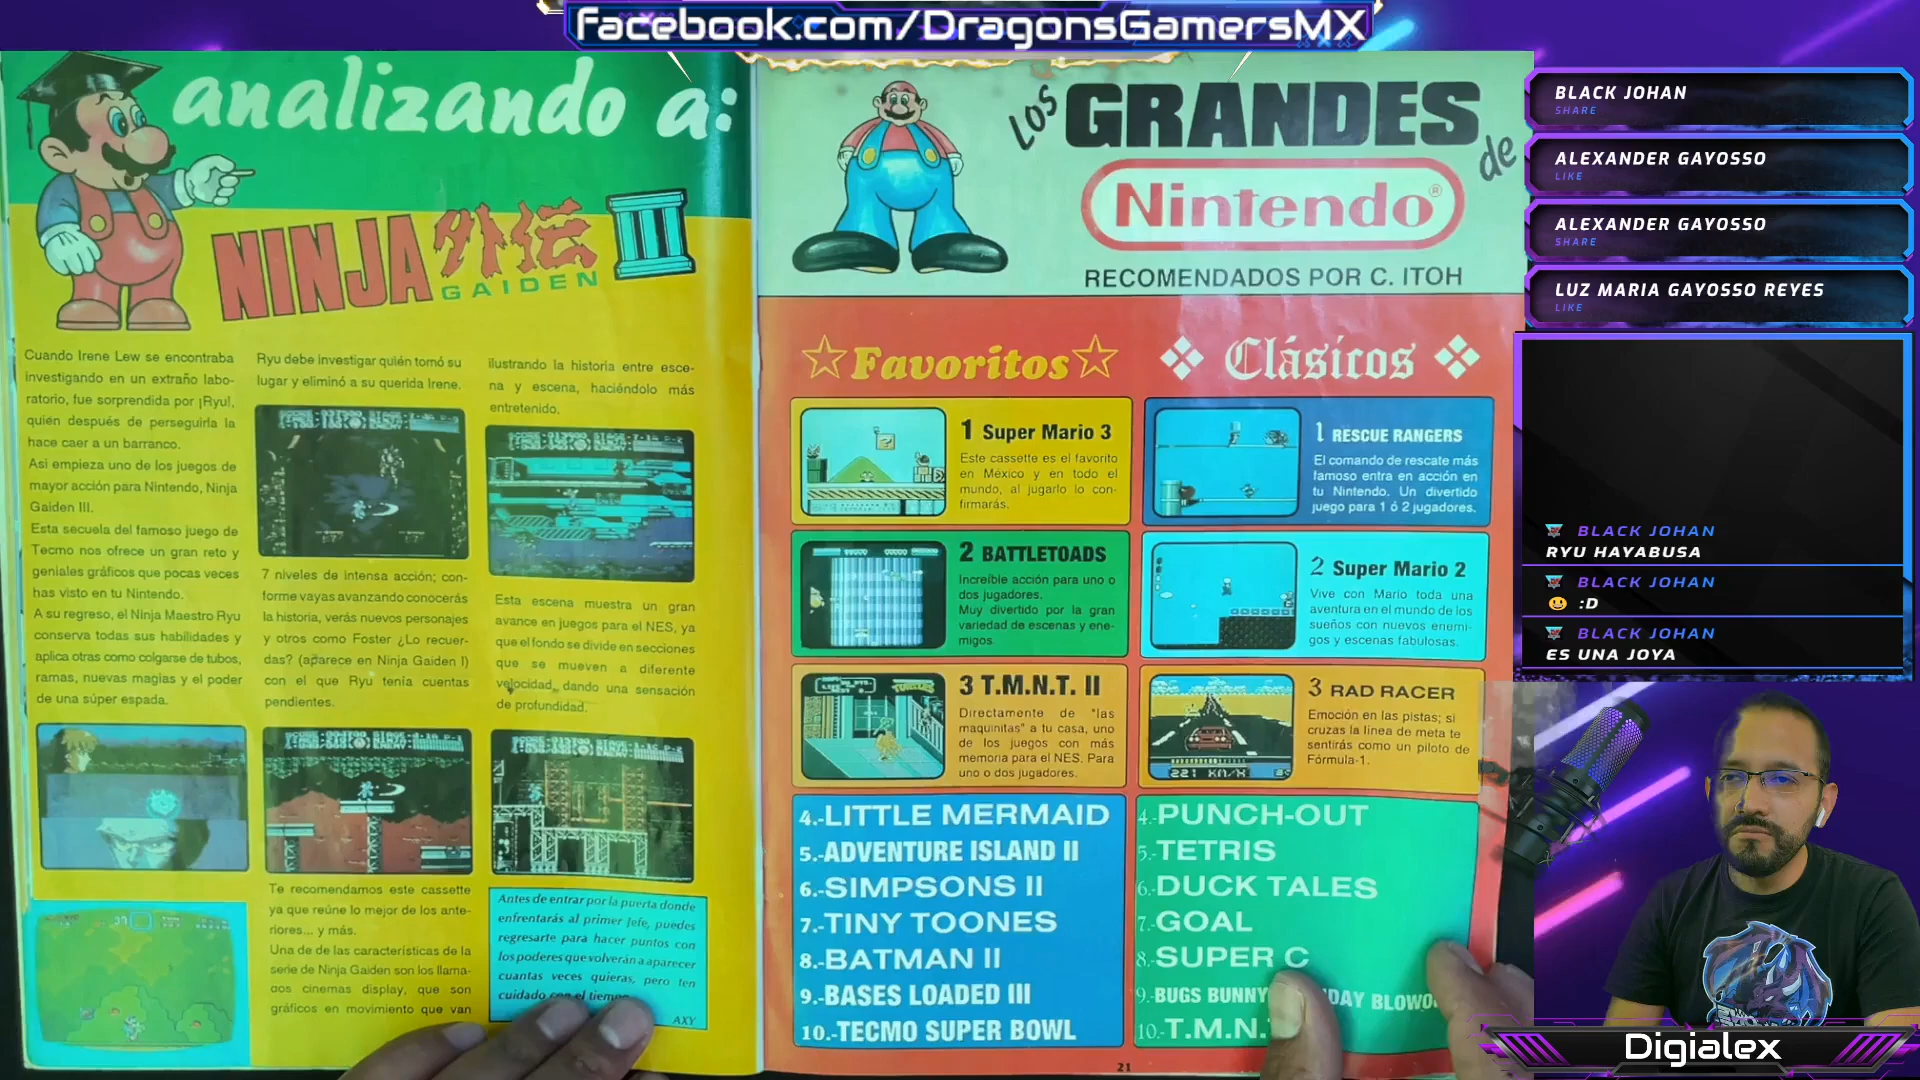 Facebook.com/DragonsGamersMX
analizando a:
NINJA 外伝 III
GAIDEN
Cuando Irene Lew se encontraba
investigando en un extraño labo-
ratorio, fue sorprendida por ¡Ryu!,
quien después de perseguirla la
hace caer a un barranco.
Asi empieza uno de los juegos de
mayor acción para Nintendo, Ninja
Gaiden III.
Esta secuela del famoso juego de
Tecmo nos ofrece un gran reto y
geniales gráficos que pocas veces
has visto en tu Nintendo.
A su regreso, el Ninja Maestro Ryu
conserva todas sus habilidades y
aplica otras como colgarse de tubos,
ramas, nuevas magias y el poder
de una súper espada.
Ryu debe investigar quién tomó su
lugar y eliminó a su querida Irene.
7 niveles de intensa acción; con-
forme vayas avanzando conocerás
la historia, verás nuevos personajes
y otros como Foster ¿Lo recuer-
das? (aparece en Ninja Gaiden I)
con el que Ryu tenía cuentas
pendientes.
Te recomendamos este cassette
ya que reúne lo mejor de los ante-
riores... y más.
Una de de las características de la
serie de Ninja Gaiden son los llama-
dos cinemas display, que son
gráficos en movimiento que van
ilustrando la historia entre esce-
na y escena, haciéndolo más
entretenido.
Esta escena muestra un gran
avance en juegos para el NES, ya
que el fondo se divide en secciones
que se mueven a diferente
velocidad, dando una sensación
de profundidad.
Antes de entrar por la puerta donde
enfrentarás al primer Jefe, puedes
regresarte para hacer puntos con
los poderes que volverán a aparecer
cuantas veces quieras, pero ten
cuidado con el tiempo
AXY
Los GRANDES de
Nintendo®
RECOMENDADOS POR C. ITOH
Favoritos
1 Super Mario 3
Este cassette es el favorito
en México y en todo el
mundo, al jugarlo lo con-
firmarás.
2 BATTLETOADS
Increíble acción para uno o
dos jugadores.
Muy divertido por la gran
variedad de escenas y ene-
migos.
3 T.M.N.T. II
Directamente de "las
maquinitas" a tu casa, uno
de los juegos con más
memoria para el NES. Para
uno o dos jugadores.
4.-LITTLE MERMAID
5.-ADVENTURE ISLAND II
6.-SIMPSONS II
7.-TINY TOONES
8.-BATMAN II
9.-BASES LOADED III
10.-TECMO SUPER BOWL
Clásicos
1 RESCUE RANGERS
El comando de rescate más
famoso entra en acción en
tu Nintendo. Un divertido
juego para 1 ó 2 jugadores.
2 Super Mario 2
Vive con Mario toda una
aventura en el mundo de los
sueños con nuevos enemi-
gos y escenas fabulosas.
3 RAD RACER
Emoción en las pistas; si
cruzas la línea de meta te
sentirás como un piloto de
Fórmula-1.
221 KM/H
4.-PUNCH-OUT
5.-TETRIS
6.-DUCK TALES
7.-GOAL
8.-SUPER C
9.-BUGS BUNNY
10.-T.M.N.T
21
BLACK JOHAN
SHARE
ALEXANDER GAYOSSO
LIKE
ALEXANDER GAYOSSO
SHARE
LUZ MARIA GAYOSSO REYES
LIKE
BLACK JOHAN
RYU HAYABUSA
BLACK JOHAN
:D
BLACK JOHAN
ES UNA JOYA
Digialex